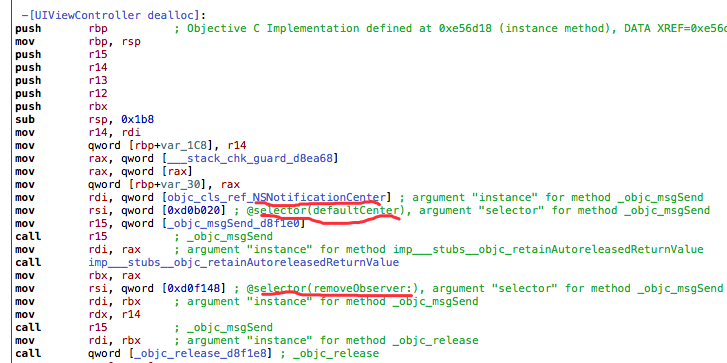 -[UIViewController dealloc]:
push rbp ; Objective C Implementation defined at 0xe56d18 (instance method), DATA XREF=0xe56d
mov rbp, rsp
push r15
push r14
push r13
push r12
push rbx
sub rsp, 0x1b8
mov r14, rdi
mov qword [rbp+var_1C8], r14
mov rax, qword [___stack_chk_guard_d8ea68]
mov rax, qword [rax]
mov qword [rbp+var_30], rax
mov rdi, qword [objc_cls_ref_NSNotificationCenter] ; argument "instance" for method _objc_msgSend
mov rsi, qword [0xd0b020] ; @selector(defaultCenter), argument "selector" for method _objc_msgSend
mov r15, qword [_objc_msgSend_d8f1e0]
call r15 ; _objc_msgSend
mov rdi, rax ; argument "instance" for method imp___stubs__objc_retainAutoreleasedReturnValue
call imp___stubs__objc_retainAutoreleasedReturnValue
mov rbx, rax
mov rsi, qword [0xd0f148] ; @selector(removeObserver:), argument "selector" for method _objc_msgSend
mov rdi, rbx ; argument "instance" for method _objc_msgSend
mov rdx, r14
call r15 ; _objc_msgSend
mov rdi, rbx ; argument "instance" for method _objc_release
call qword [_objc_release_d8f1e8] ; _objc_release